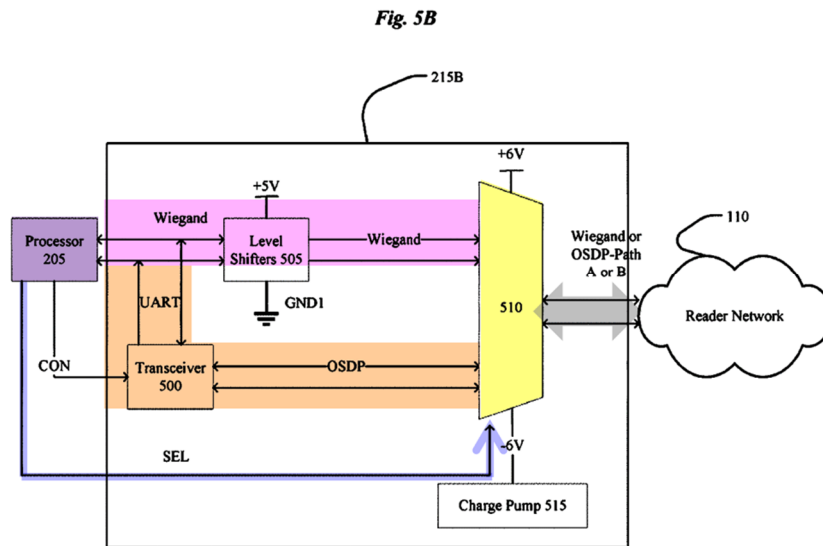 Fig. 5B
215B
+6V
+5V
110
Wiegand
Wiegand
Processor
205
Level
Shifters 505
Wiegand or
OSDP-Path
A or B
GND1
UART
510
Reader Network
CON
Transceiver
500
OSDP
SEL
-6V
Charge Pump 515